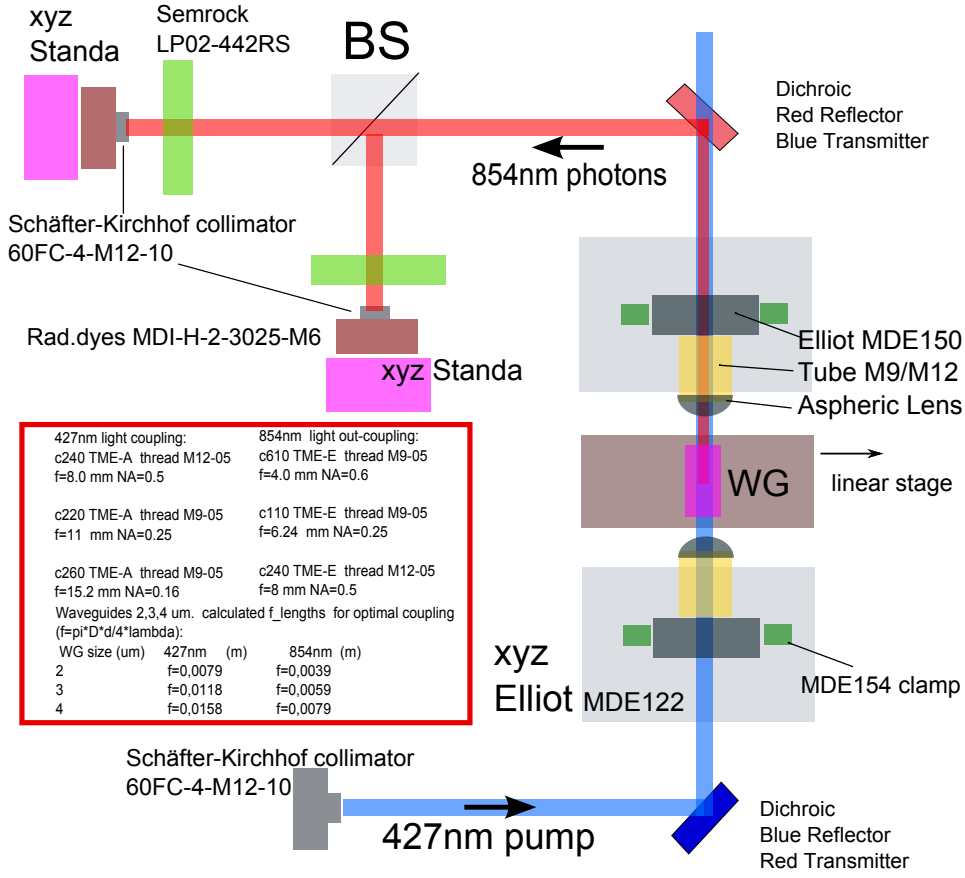 xyz
Standa
Semrock
LP02-442RS
BS
Dichroic
Red Reflector
Blue Transmitter
854nm photons
Schäfter-Kirchhof collimator
60FC-4-M12-10
Rad.dyes MDI-H-2-3025-M6
xyz Standa
Elliot MDE150
Tube M9/M12
Aspheric Lens
WG
linear stage
427nm light coupling:
c240 TME-A  thread M12-05
f=8.0 mm NA=0.5
c220 TME-A  thread M9-05
f=11  mm NA=0.25
c260 TME-A  thread M9-05
f=15.2 mm NA=0.16
854nm  light out-coupling:
c610 TME-E  thread M9-05
f=4.0 mm NA=0.6
c110 TME-E  thread M9-05
f=6.24  mm NA=0.25
c240 TME-E  thread M12-05
f=8 mm NA=0.5
Waveguides 2,3,4 um.  calculated f_lengths  for optimal coupling
(f=pi*D*d/4*lambda):
WG size (um)    427nm    (m)    854nm  (m)
2    f=0,0079    f=0,0039
3    f=0,0118    f=0,0059
4    f=0,0158    f=0,0079
xyz
Elliot MDE122
MDE154 clamp
Schäfter-Kirchhof collimator
60FC-4-M12-10
427nm pump
Dichroic
Blue Reflector
Red Transmitter